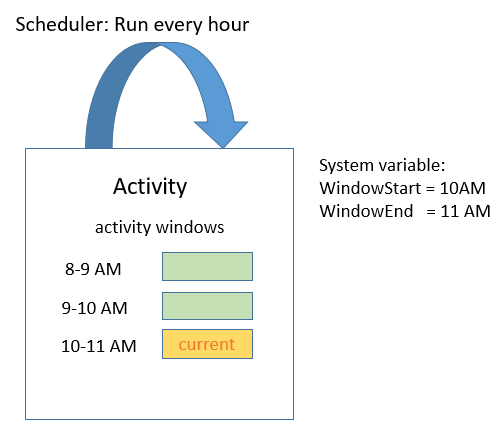 Scheduler: Run every hour
System variable:
WindowStart = 10AM
WindowEnd   = 11 AM
Activity
activity windows
8-9 AM
9-10 AM
10-11 AM current